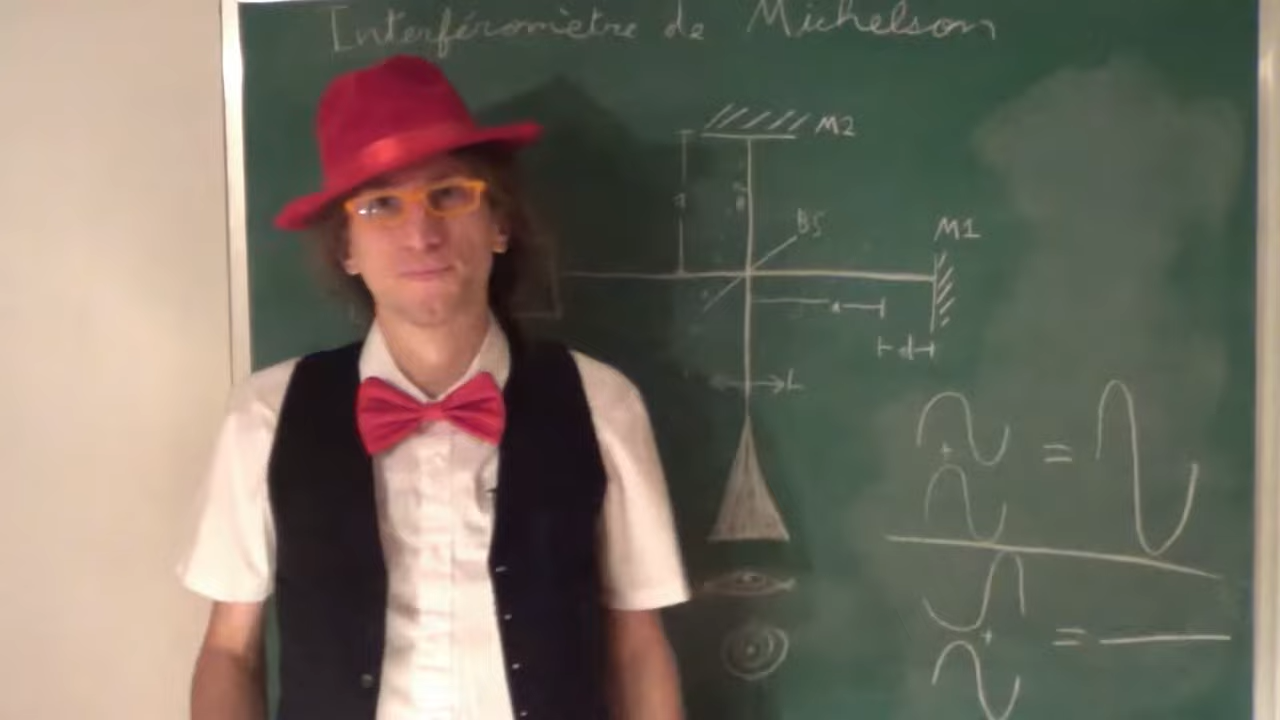 Interféromètre de Michelson
M2
a
BS
M1
a
d
L
+
=
+
=